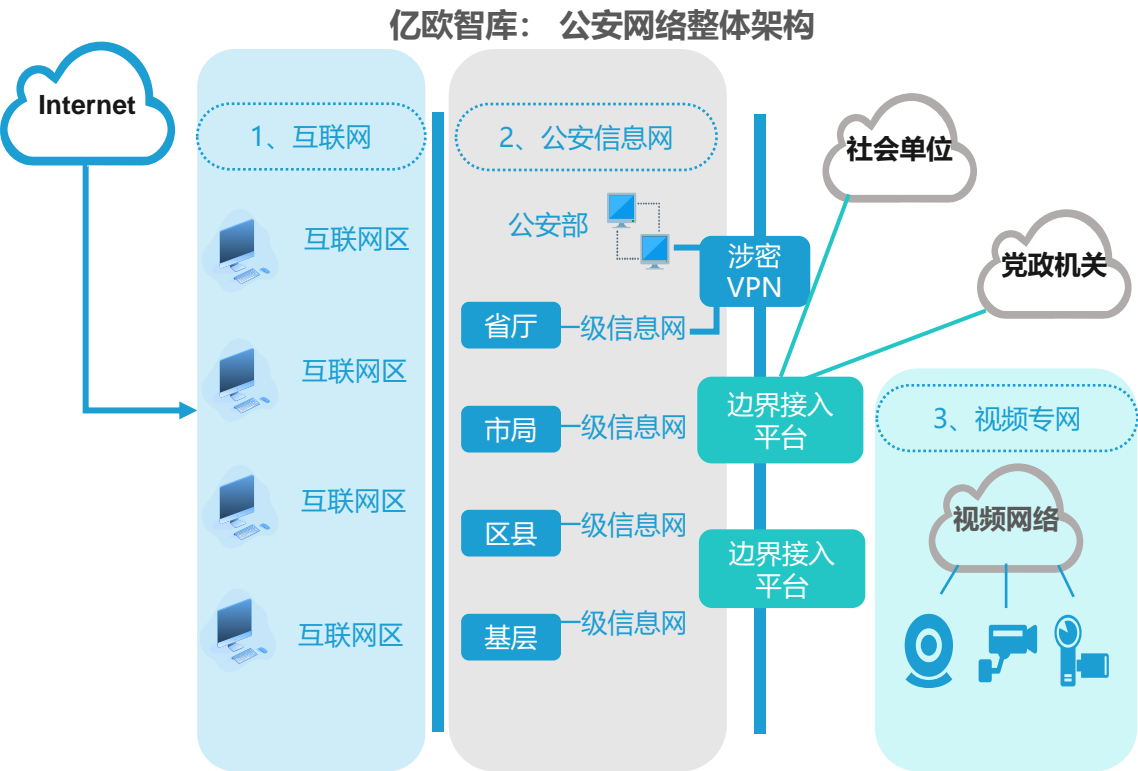 亿欧智库： 公安网络整体架构
Internet
1、互联网
2、公安信息网
社会单位
公安部
互联网区
涉密
VPN
党政机关
省厅
一级信息网
互联网区
边界接入
平台
3、视频专网
市局
一级信息网
互联网区
视频网络
区县
一级信息网
边界接入
平台
互联网区
基层
一级信息网